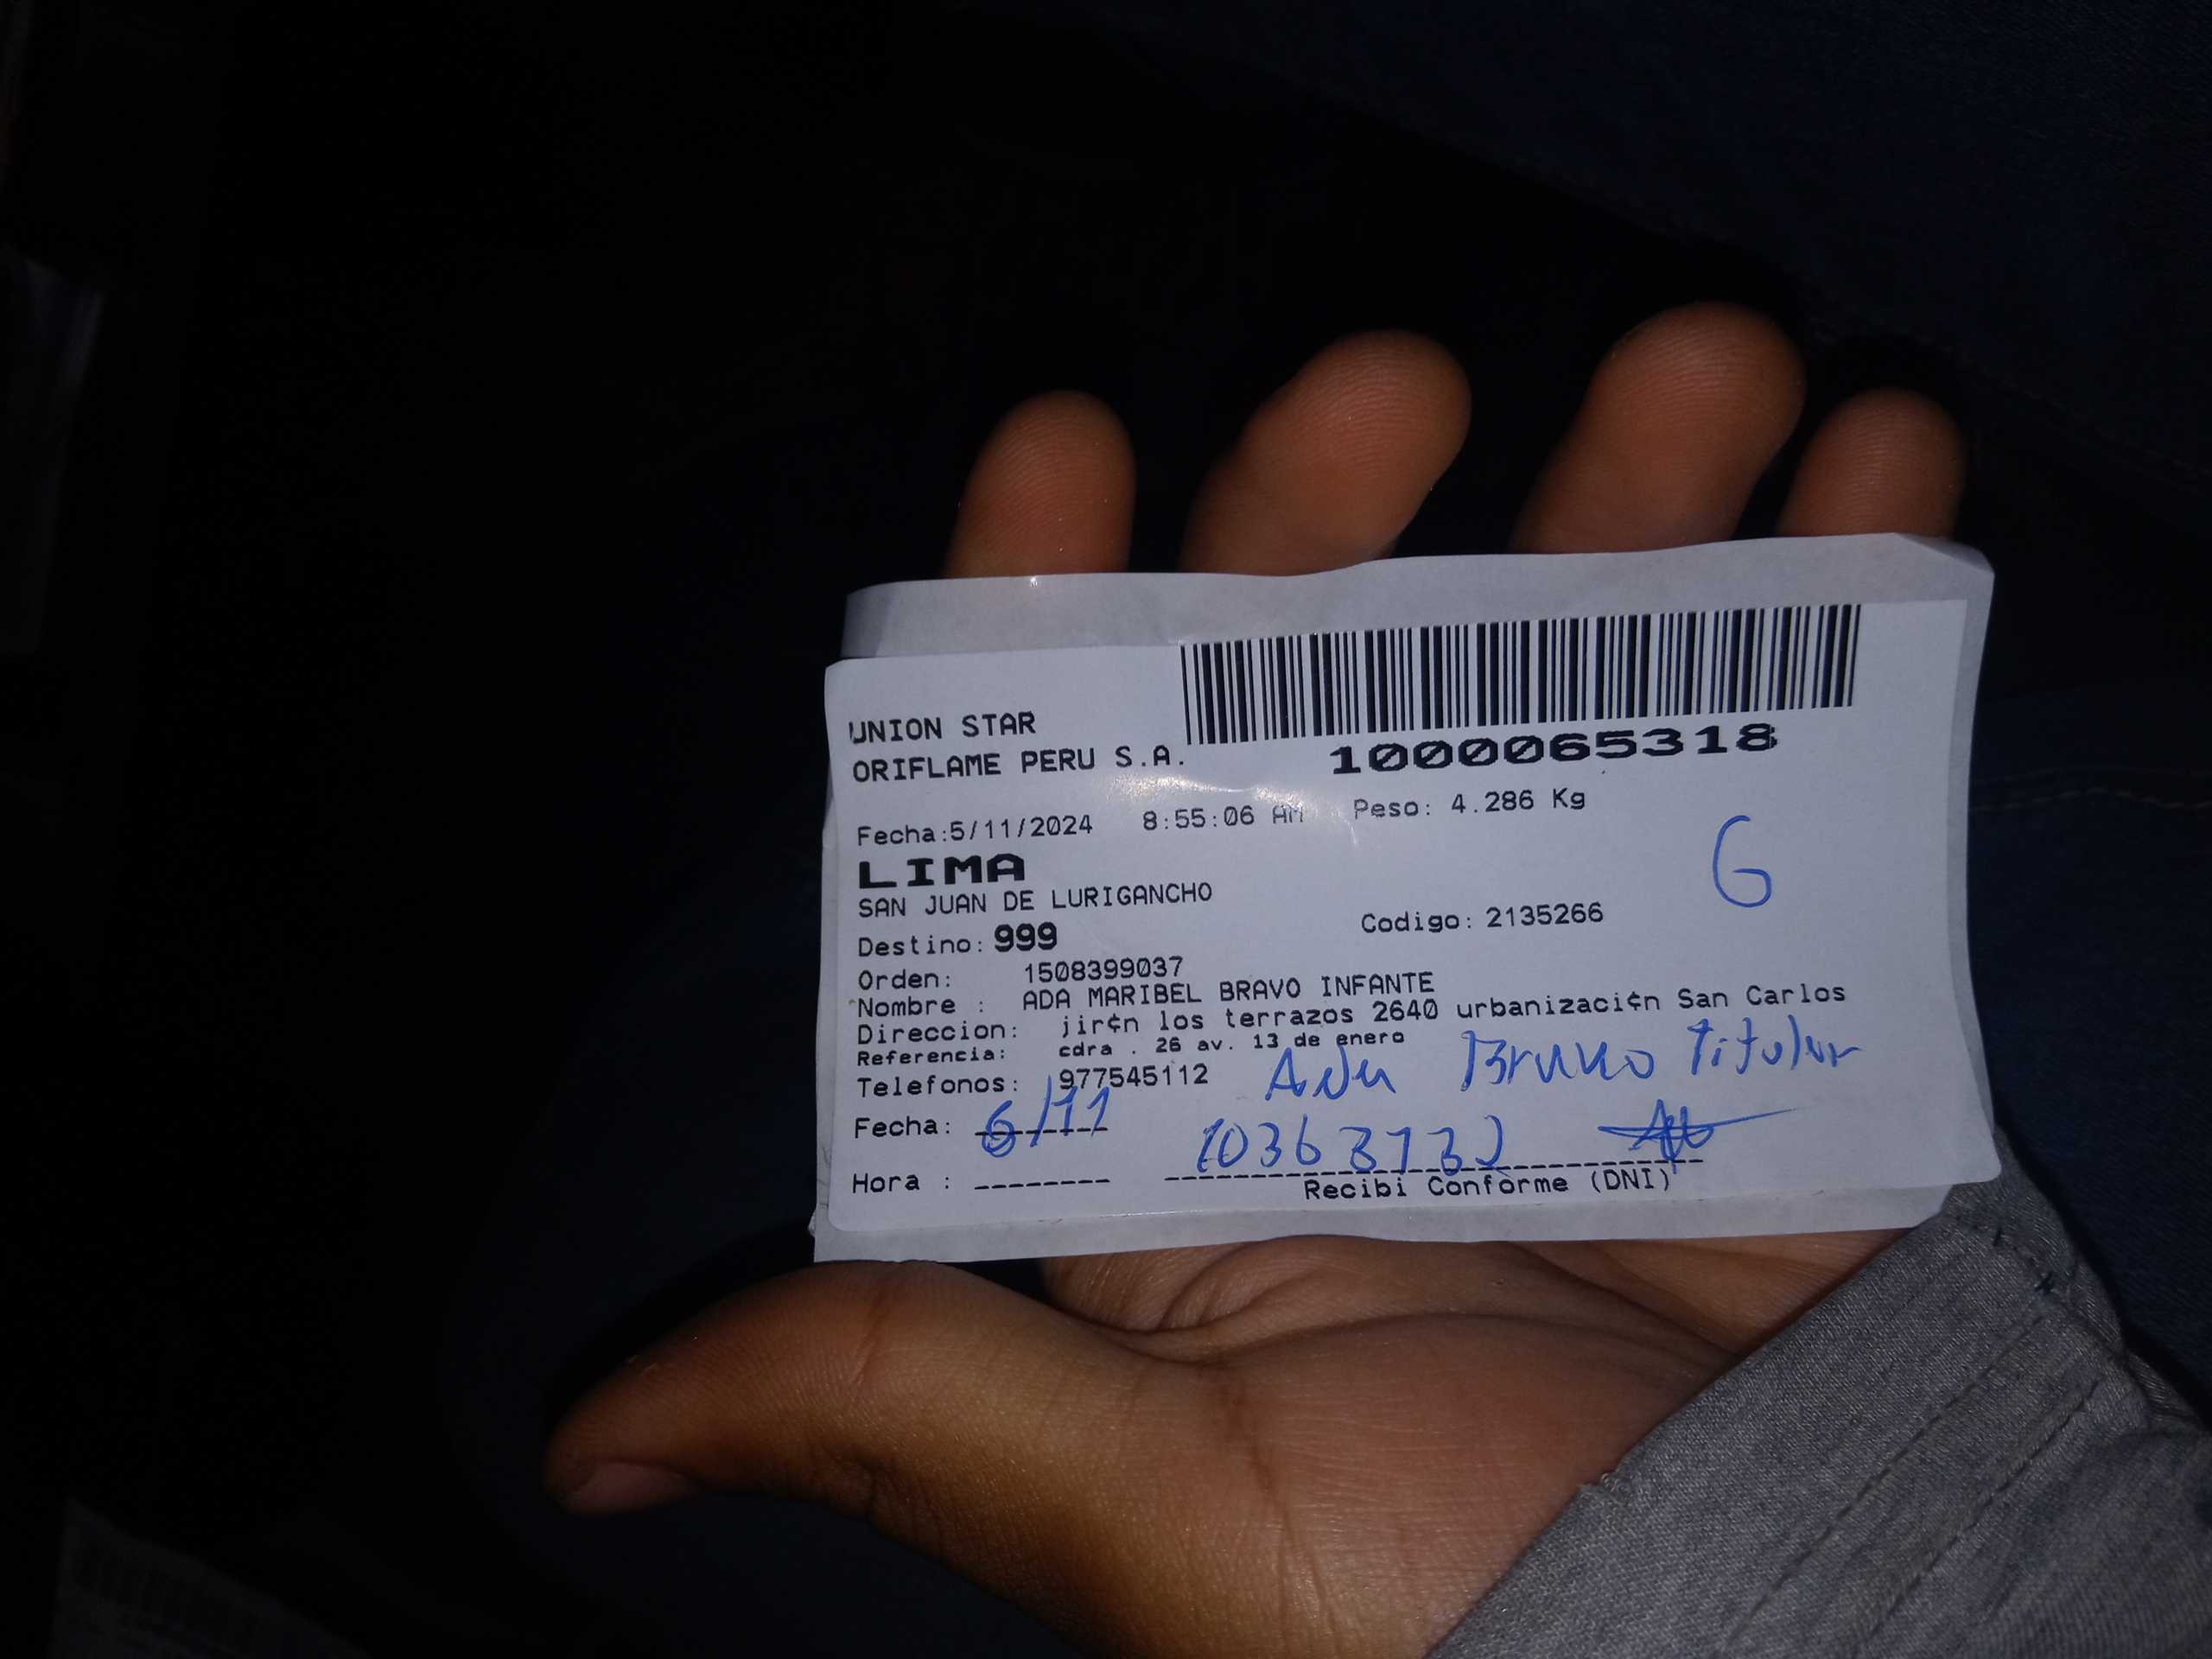 UNION STAR
ORIFLAME PERU S.A.
1000065318
Fecha:5/11/2024 8:55:06 AM Peso: 4.286 Kg
LIMA
G
SAN JUAN DE LURIGANCHO
Destino: 999 Codigo: 2135266
Orden: 1508399037
Nombre : ADA MARIBEL BRAVO INFANTE
Direccion: jir¢n los terrazos 2640 urbanizaci¢n San Carlos
Referencia: cdra . 26 av. 13 de enero
Telefonos: 977545112 Ada Bravo titular
Fecha: 6/11
Hora :
Recibi Conforme (DNI)